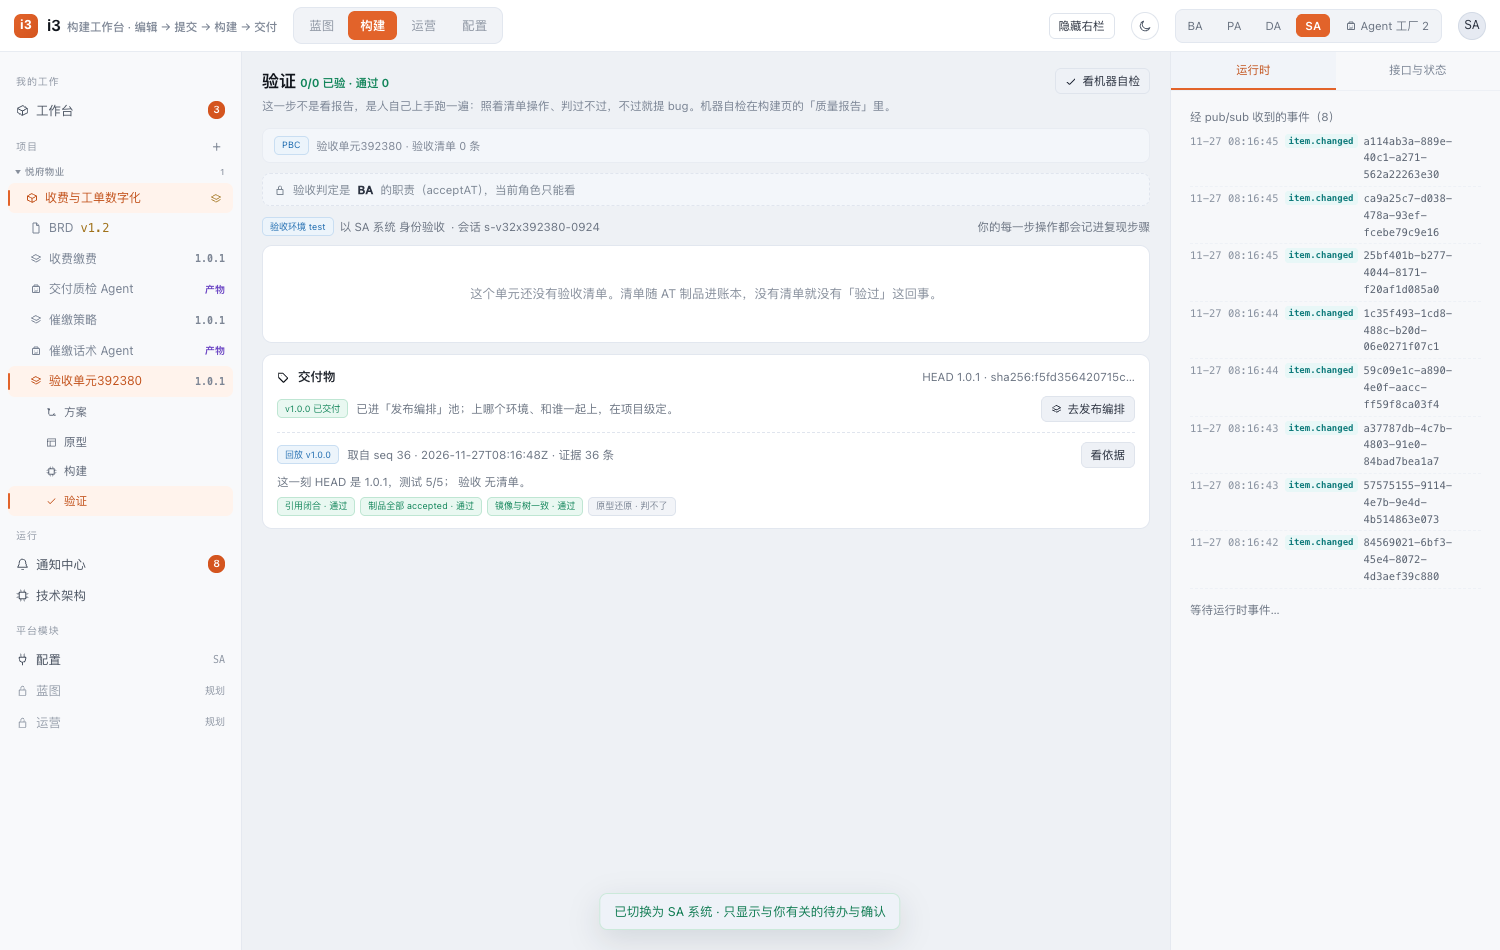 i3 i3 构建工作台 · 编辑 → 提交 → 构建 → 交付 蓝图 构建 运营 配置 隐藏右栏 BA PA DA SA Agent 工厂 2 SA
我的工作
工作台 3
项目 +
悦府物业 1
收费与工单数字化
BRD v1.2
收费缴费 1.0.1
交付质检 Agent 产物
催缴策略 1.0.1
催缴话术 Agent 产物
验收单元392380 1.0.1
方案
原型
构建
验证
运行
通知中心 8
技术架构
平台模块
配置 SA
蓝图 规划
运营 规划
验证 0/0 已验 · 通过 0 看机器自检
这一步不是看报告，是人自己上手跑一遍：照着清单操作、判过不过，不过就提 bug。机器自检在构建页的「质量报告」里。
PBC 验收单元392380 · 验收清单 0 条
验收判定是 BA 的职责（acceptAT），当前角色只能看
验收环境 test 以 SA 系统 身份验收 · 会话 s-v32x392380-0924 你的每一步操作都会记进复现步骤
这个单元还没有验收清单。清单随 AT 制品进账本，没有清单就没有「验过」这回事。
交付物 HEAD 1.0.1 · sha256:f5fd356420715c…
v1.0.0 已交付 已进「发布编排」池；上哪个环境、和谁一起上，在项目级定。 去发布编排
回放 v1.0.0 取自 seq 36 · 2026-11-27T08:16:48Z · 证据 36 条 看依据
这一刻 HEAD 是 1.0.1，测试 5/5； 验收 无清单。
引用闭合 · 通过 制品全部 accepted · 通过 镜像与树一致 · 通过 原型还原 · 判不了
已切换为 SA 系统 · 只显示与你有关的待办与确认
运行时 接口与状态
经 pub/sub 收到的事件（8）
11-27 08:16:45 item.changed a114ab3a-889e-
40c1-a271-
562a22263e30
11-27 08:16:45 item.changed ca9a25c7-d038-
478a-93ef-
fcebe79c9e16
11-27 08:16:45 item.changed 25bf401b-b277-
4044-8171-
f20af1d085a0
11-27 08:16:44 item.changed 1c35f493-1cd8-
488c-b20d-
06e0271f07c1
11-27 08:16:44 item.changed 59c09e1c-a890-
4e0f-aacc-
ff59f8ca03f4
11-27 08:16:43 item.changed a37787db-4c7b-
4803-91e0-
84bad7bea1a7
11-27 08:16:43 item.changed 57575155-9114-
4e7b-9e4d-
4b514863e073
11-27 08:16:42 item.changed 84569021-6bf3-
45e4-8072-
4d3aef39c880
等待运行时事件…